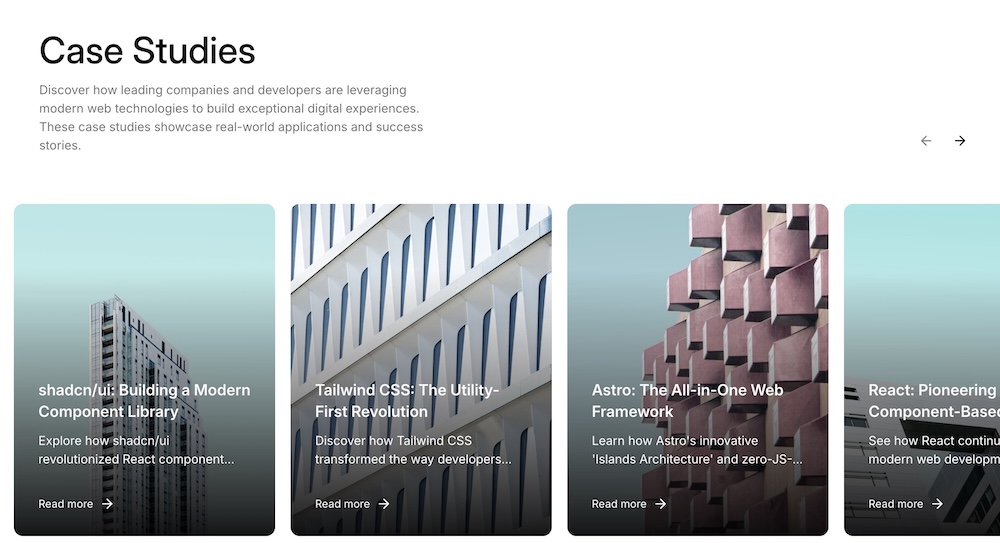 Case Studies
Discover how leading companies and developers are leveraging
modern web technologies to build exceptional digital experiences.
These case studies showcase real-world applications and success
stories.
shadcn/ui: Building a Modern
Component Library
Explore how shadcn/ui
revolutionized React component...
Read more
Tailwind CSS: The Utility-
First Revolution
Discover how Tailwind CSS
transformed the way developers...
Read more
Astro: The All-in-One Web
Framework
Learn how Astro's innovative
'Islands Architecture' and zero-JS-...
Read more
React: Pioneering
Component-Based
See how React
modern web
Read more